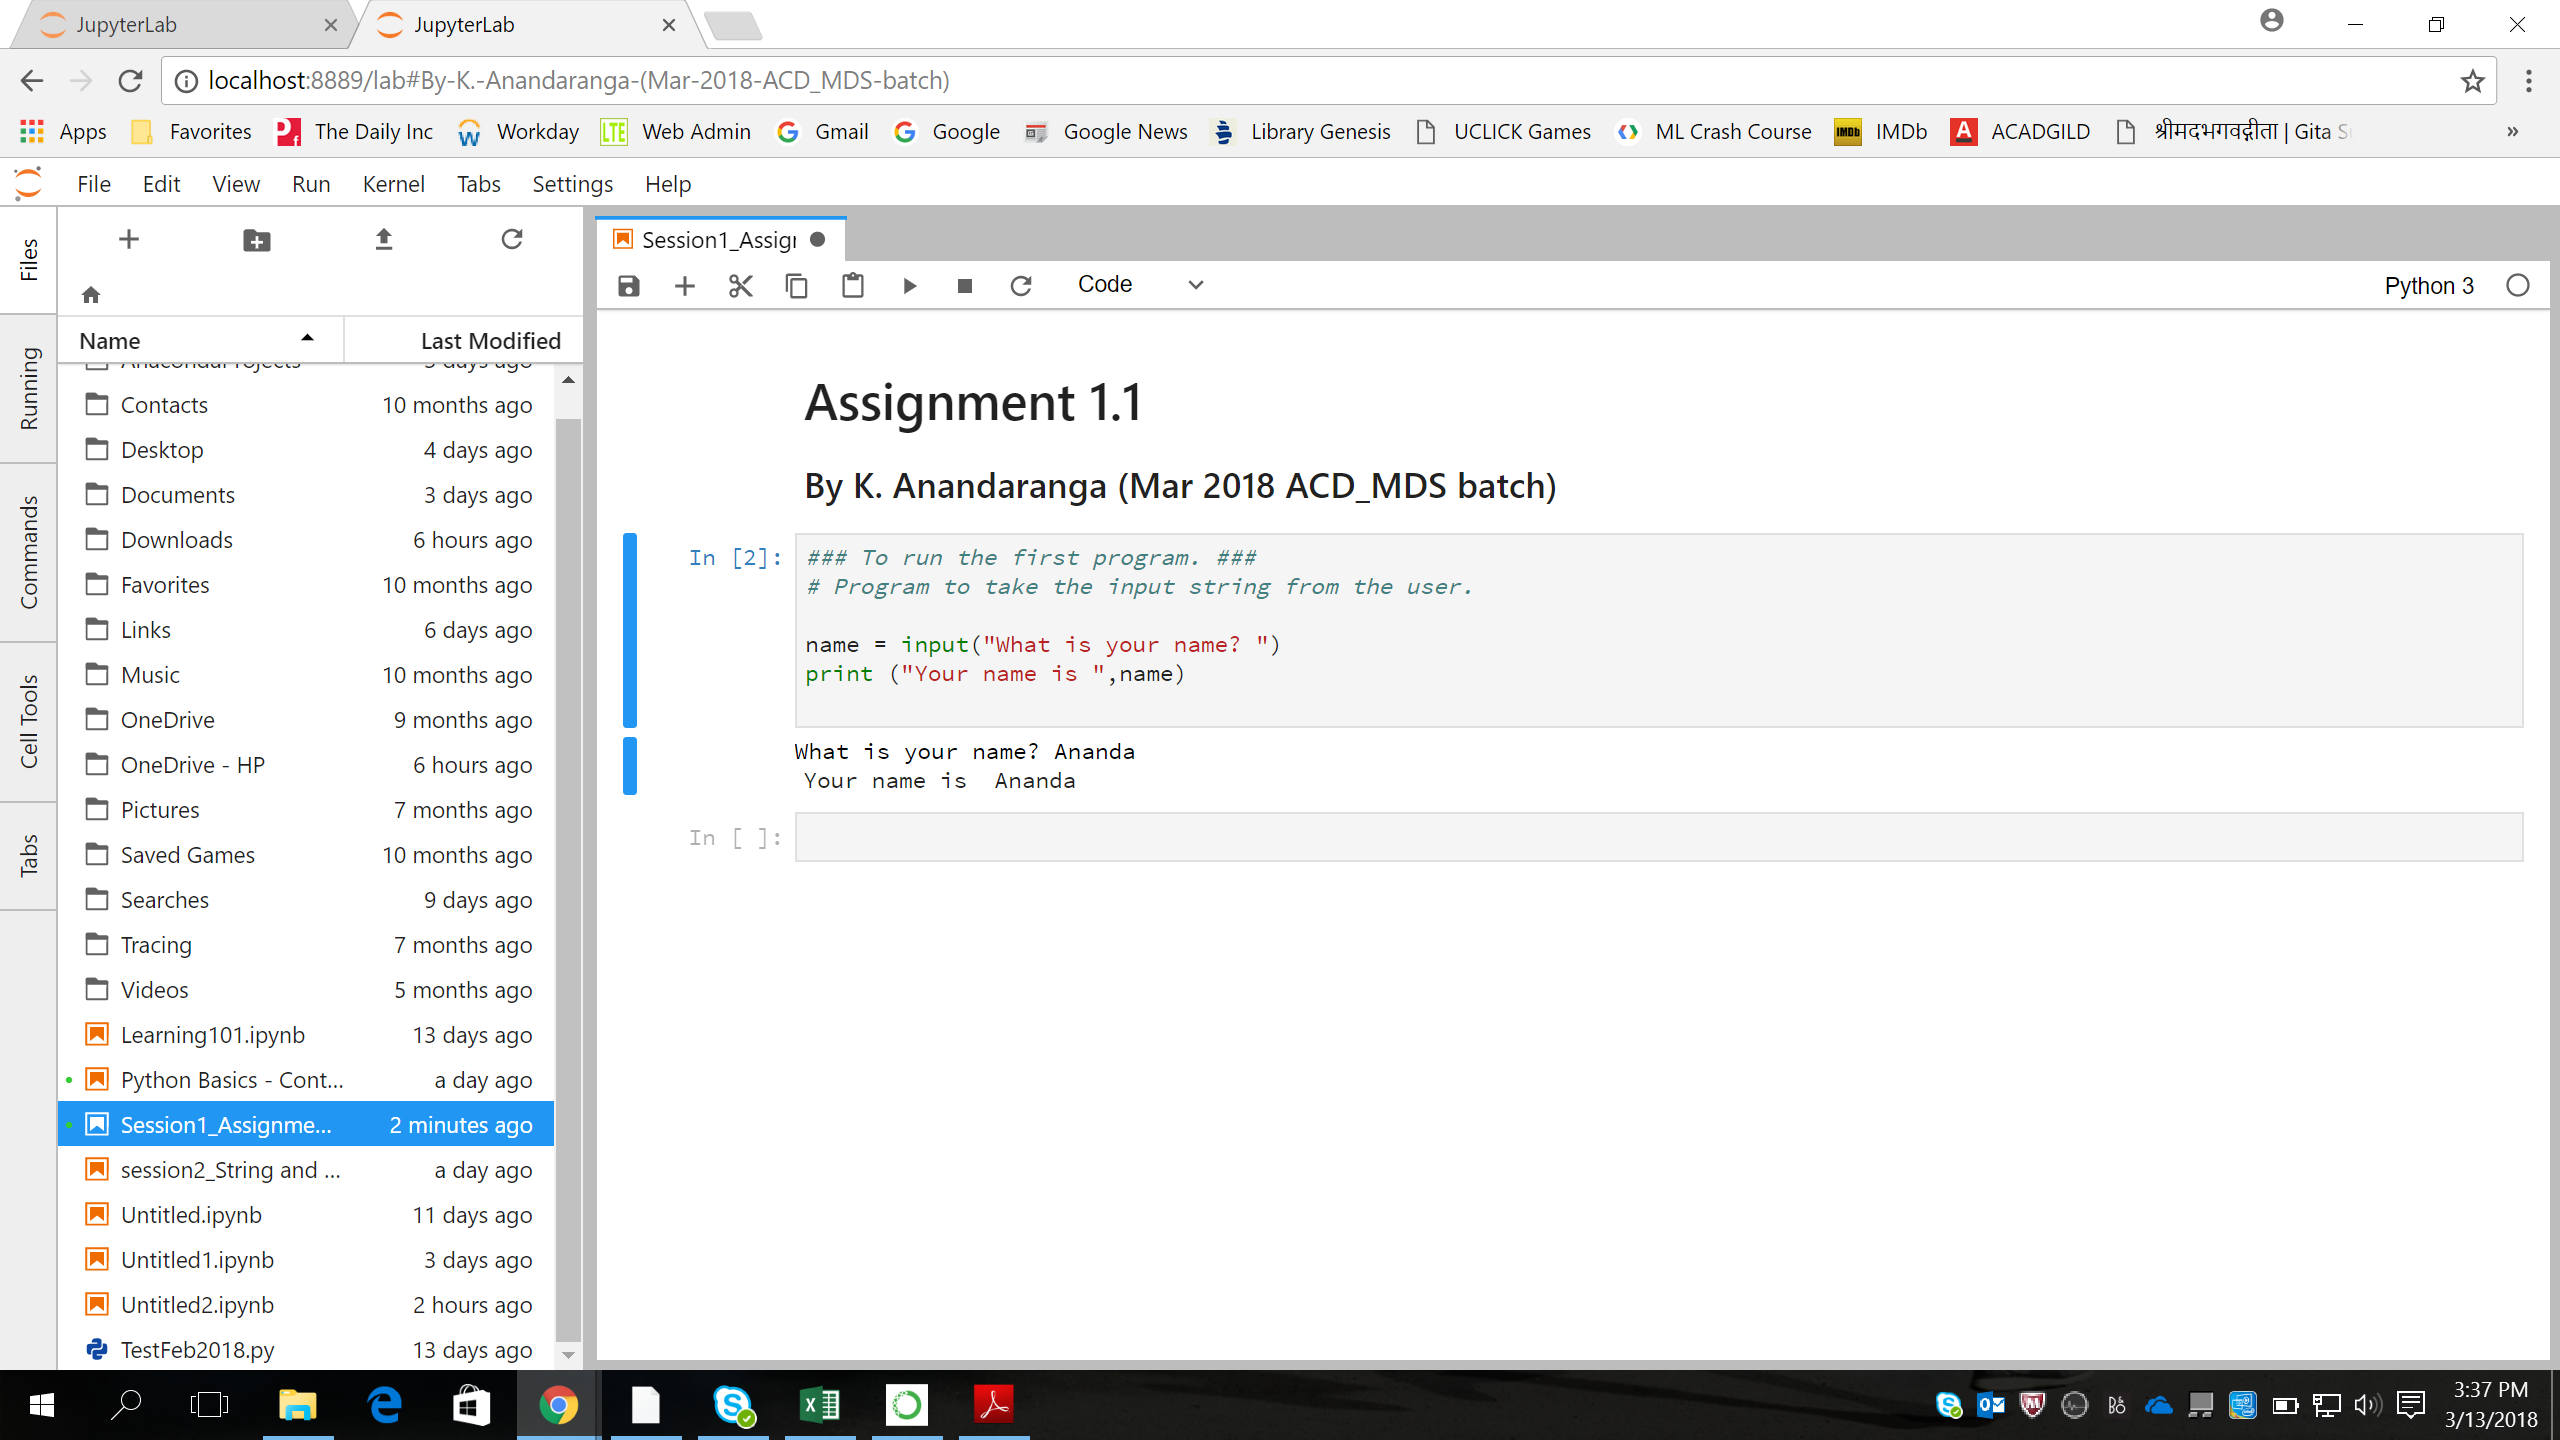 JupyterLab
JupyterLab
localhost:8889/lab#By-K.-Anandaranga-(Mar-2018-ACD_MDS-batch)
Apps Favorites The Daily Inc Workday LTE Web Admin Gmail Google Google News Library Genesis UCLICK Games ML Crash Course IMDb IMDb ACADGILD श्रीमदभगवद्गीता | Gita S »
File Edit View Run Kernel Tabs Settings Help
Files
Running
Commands
Cell Tools
Tabs
Name Last Modified
AnacondaProjects 5 days ago
Contacts 10 months ago
Desktop 4 days ago
Documents 3 days ago
Downloads 6 hours ago
Favorites 10 months ago
Links 6 days ago
Music 10 months ago
OneDrive 9 months ago
OneDrive - HP 6 hours ago
Pictures 7 months ago
Saved Games 10 months ago
Searches 9 days ago
Tracing 7 months ago
Videos 5 months ago
Learning101.ipynb 13 days ago
Python Basics - Cont... a day ago
Session1_Assignme... 2 minutes ago
session2_String and ... a day ago
Untitled.ipynb 11 days ago
Untitled1.ipynb 3 days ago
Untitled2.ipynb 2 hours ago
TestFeb2018.py 13 days ago
Session1_Assigr
Code
Python 3
Assignment 1.1
By K. Anandaranga (Mar 2018 ACD_MDS batch)
In [2]:
### To run the first program. ###
# Program to take the input string from the user.
name = input("What is your name? ")
print ("Your name is ",name)
What is your name? Ananda
Your name is  Ananda
In [ ]:
3:37 PM
3/13/2018